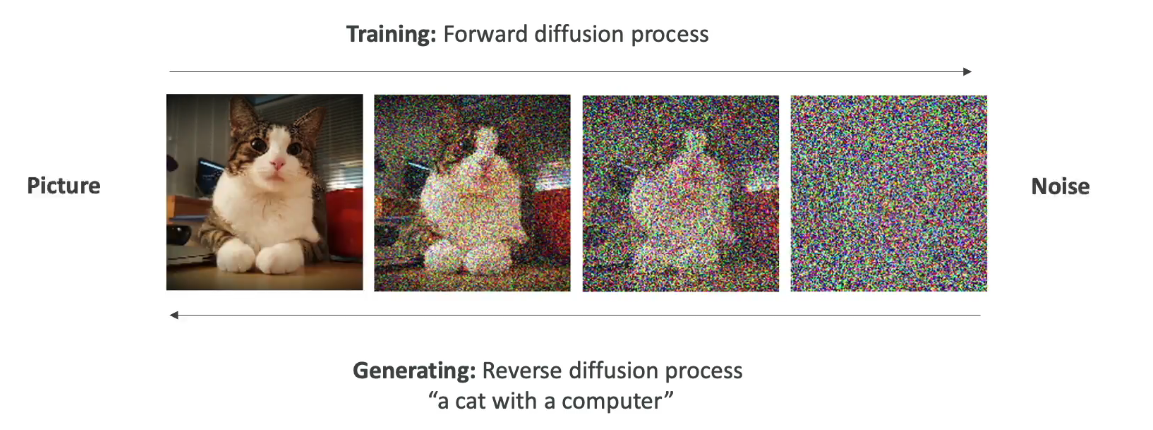 Training: Forward diffusion process
Picture
Noise
Generating: Reverse diffusion process
“a cat with a computer”